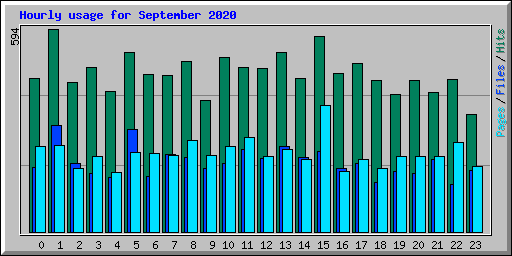 Hourly usage for September 2020
594
Pages/Files/Hits
0 1 2 3 4 5 6 7 8 9 10 11 12 13 14 15 16 17 18 19 20 21 22 23